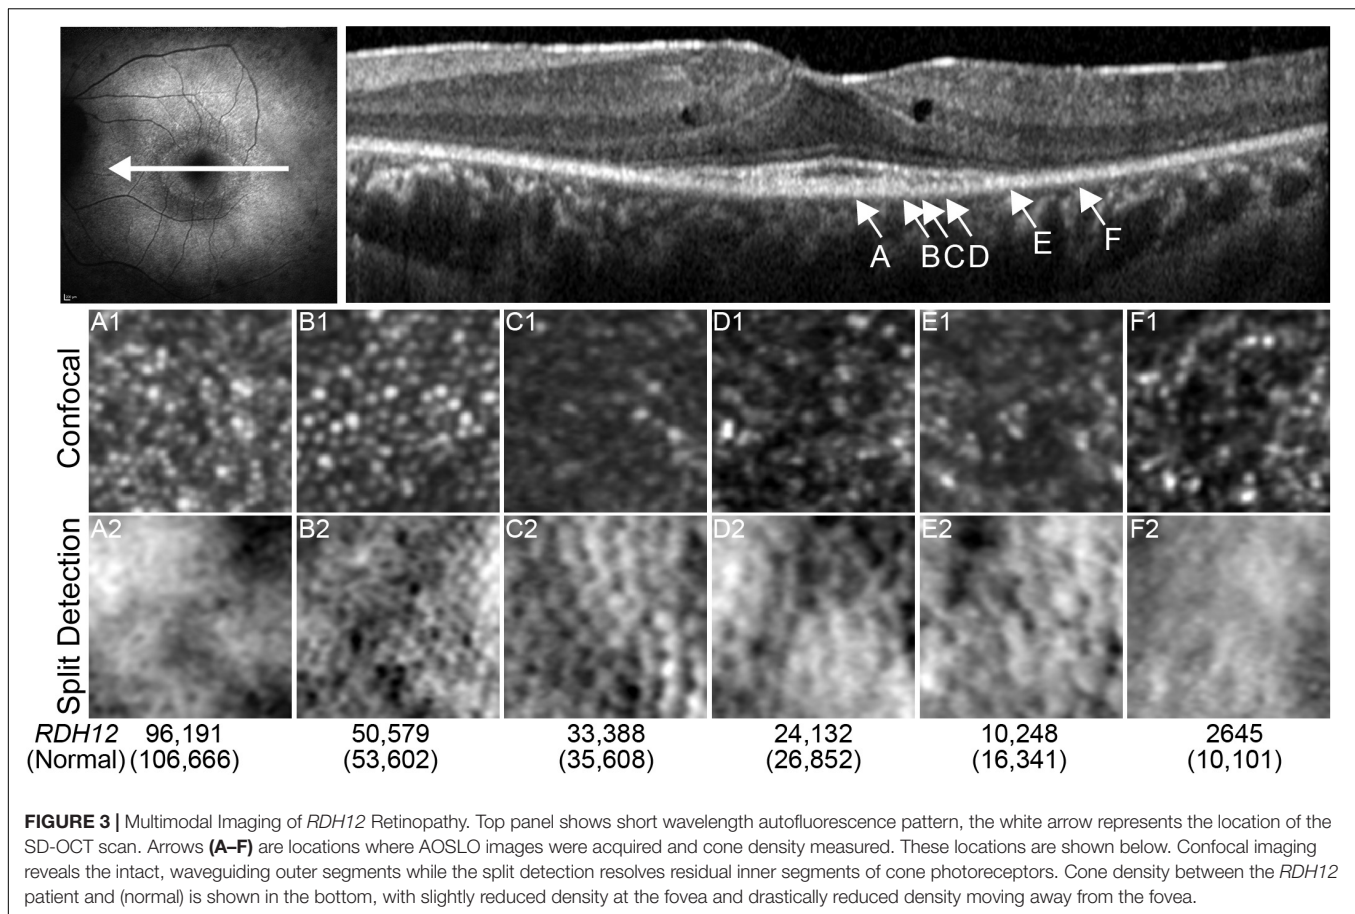 A
B
C
D
E
F
Confocal
A1
B1
C1
D1
E1
F1
Split Detection
A2
B2
C2
D2
E2
F2
RDH12 96,191 50,579 33,388 24,132 10,248 2645
(Normal) (106,666) (53,602) (35,608) (26,852) (16,341) (10,101)
FIGURE 3 | Multimodal Imaging of RDH12 Retinopathy. Top panel shows short wavelength autofluorescence pattern, the white arrow represents the location of the
SD-OCT scan. Arrows (A–F) are locations where AOSLO images were acquired and cone density measured. These locations are shown below. Confocal imaging
reveals the intact, waveguiding outer segments while the split detection resolves residual inner segments of cone photoreceptors. Cone density between the RDH12
patient and (normal) is shown in the bottom, with slightly reduced density at the fovea and drastically reduced density moving away from the fovea.